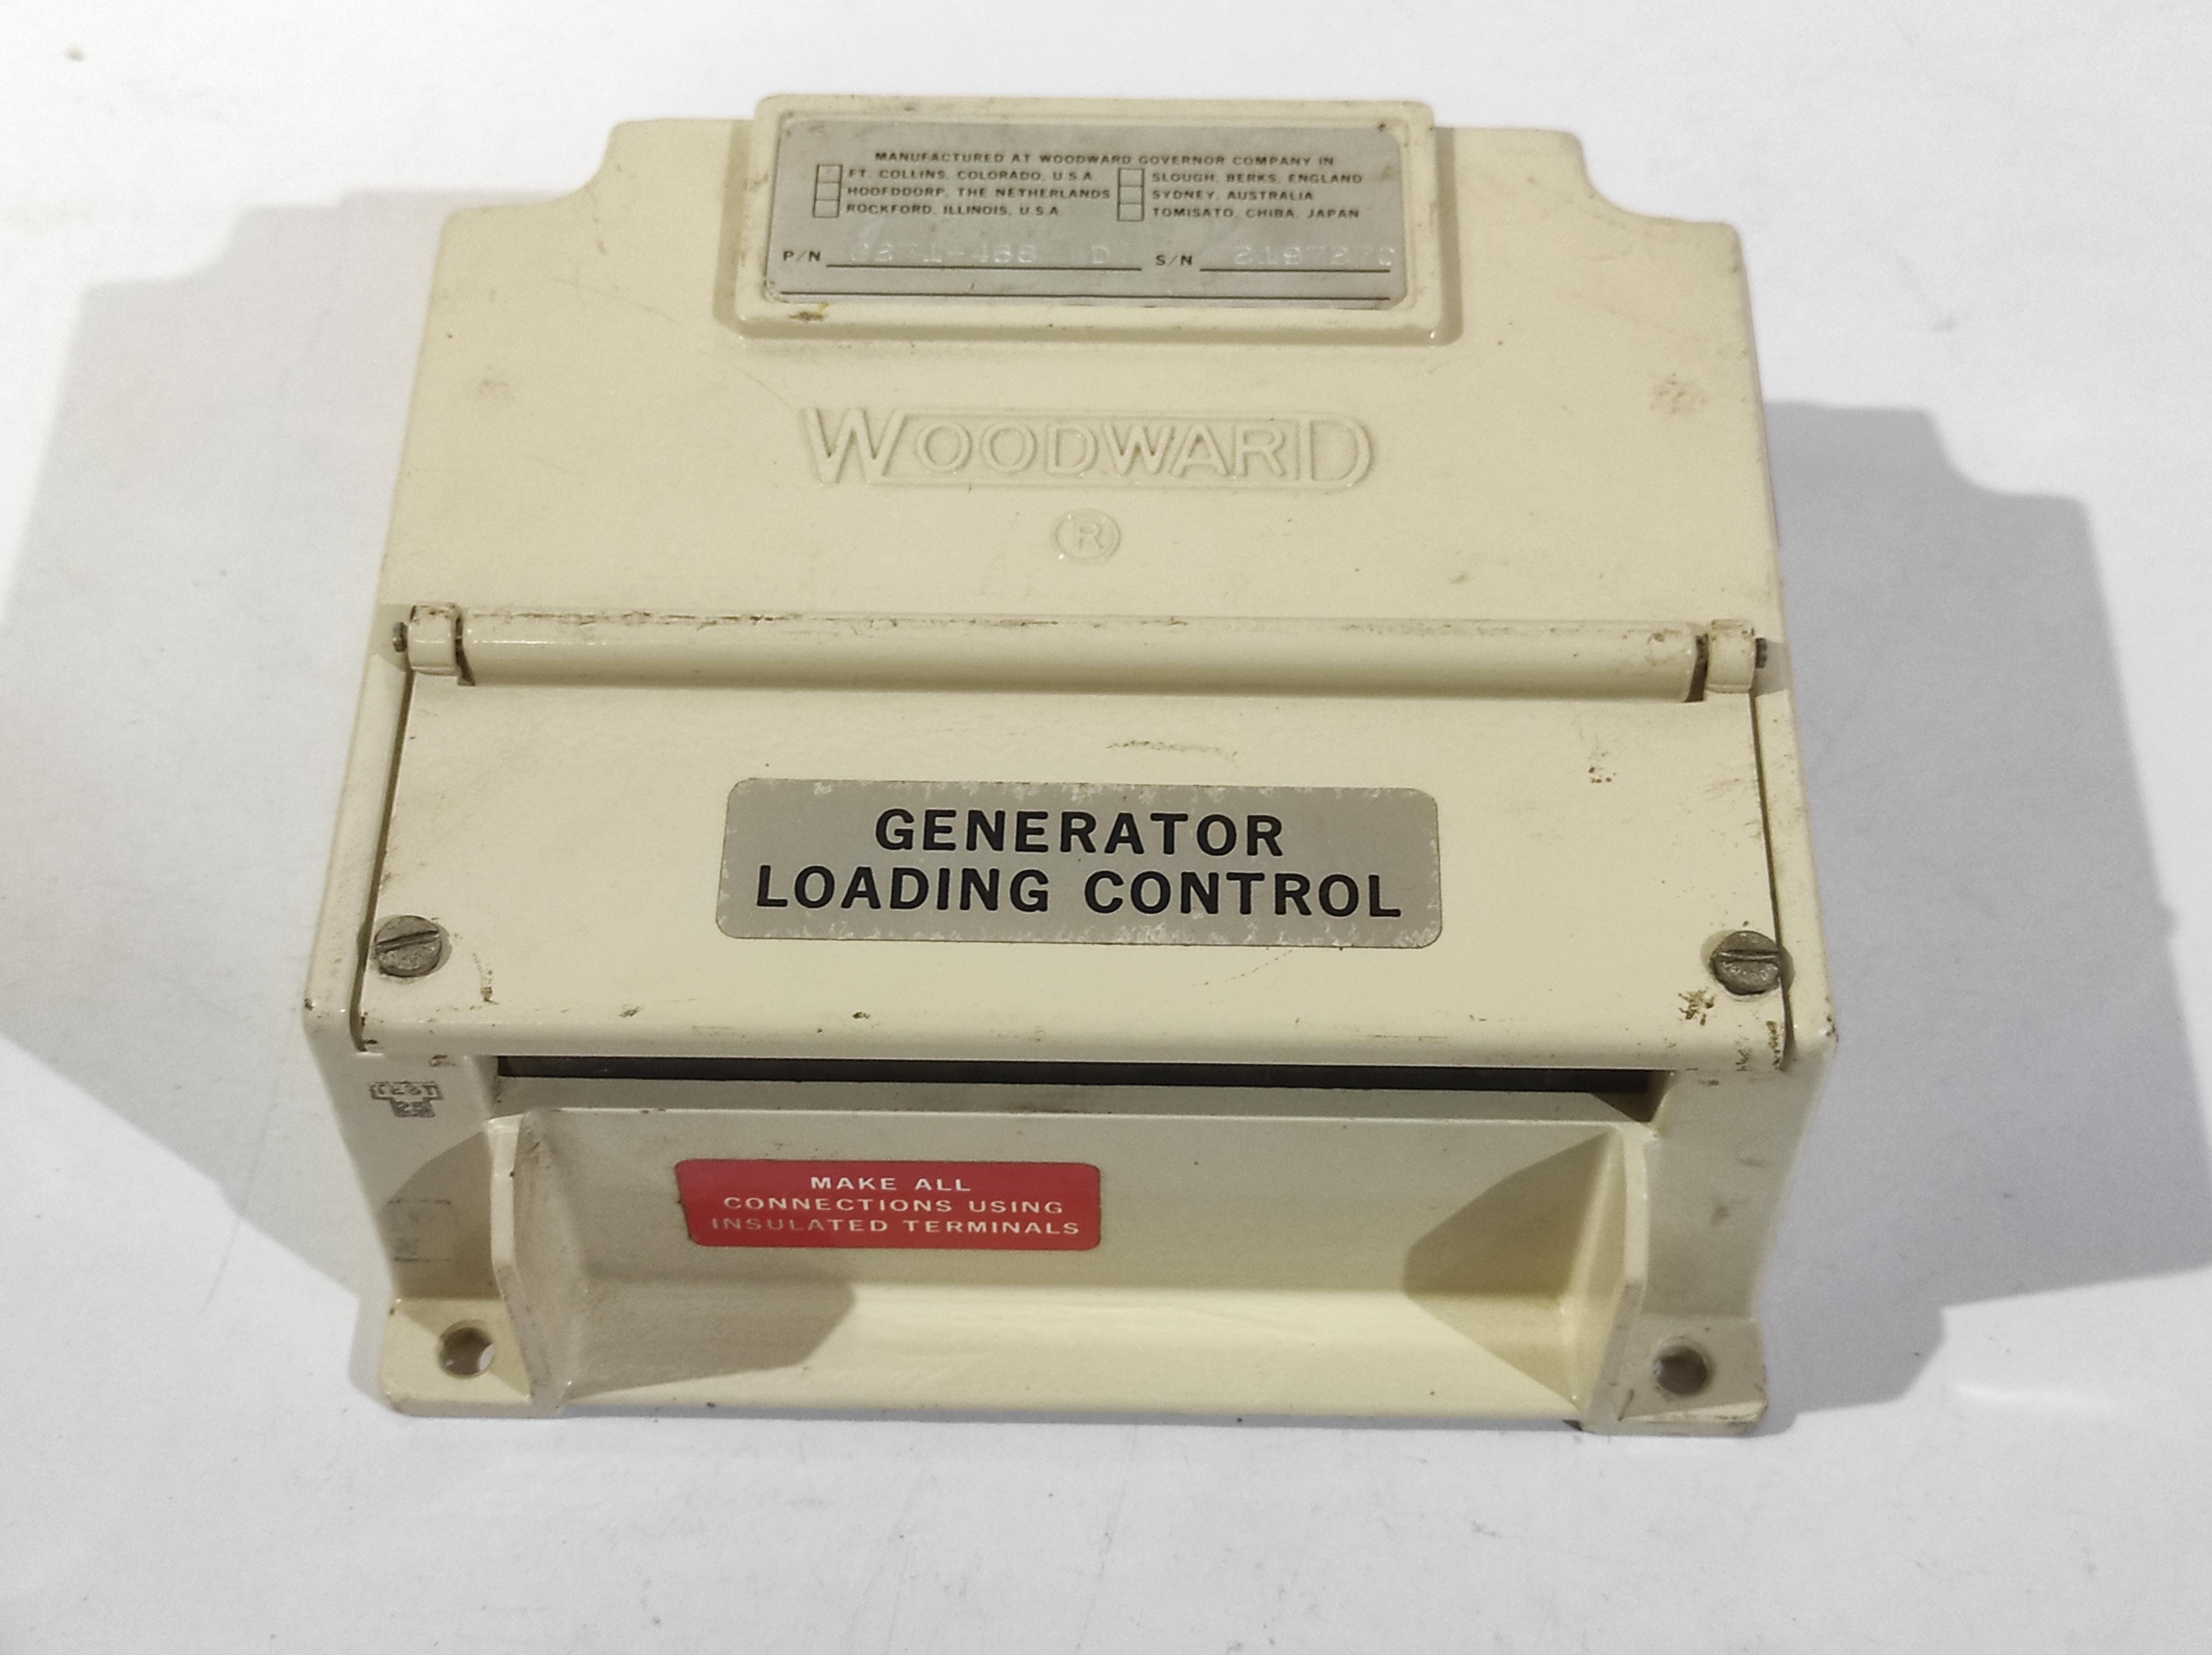 MANUFACTURED AT WOODWARD GOVERNOR COMPANY IN
FT. COLLINS, COLORADO, U.S.A. SLOUGH, BERKS, ENGLAND
HOOFDDORP, THE NETHERLANDS SYDNEY, AUSTRALIA
ROCKFORD, ILLINOIS, U.S.A. TOMISATO, CHIBA, JAPAN
P/N D S/N
WOODWARD
®
GENERATOR
LOADING CONTROL
TEST
MAKE ALL
CONNECTIONS USING
INSULATED TERMINALS